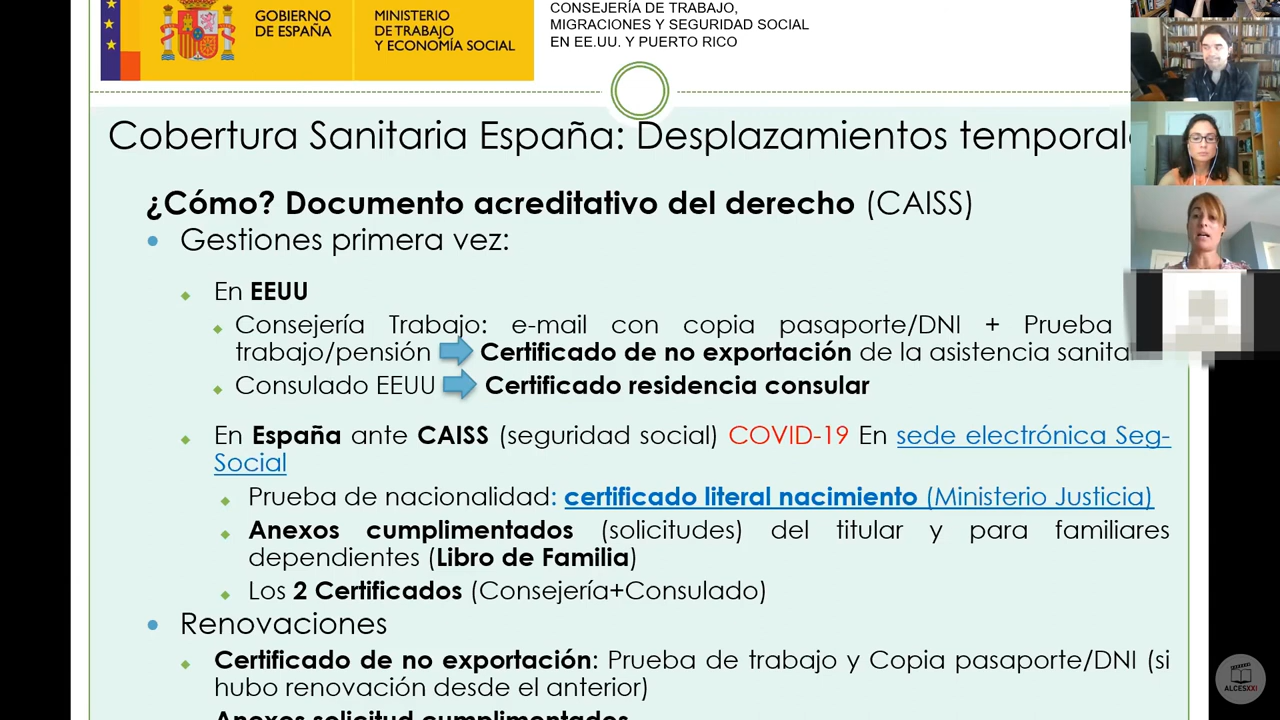 GOBIERNO
DE ESPAÑA
MINISTERIO
DE TRABAJO
Y ECONOMÍA SOCIAL
CONSEJERÍA DE TRABAJO,
MIGRACIONES Y SEGURIDAD SOCIAL
EN EE.UU. Y PUERTO RICO
Cobertura Sanitaria España: Desplazamientos temporal
¿Cómo? Documento acreditativo del derecho (CAISS)
• Gestiones primera vez:
En EEUU
Consejería Trabajo: e-mail con copia pasaporte/DNI + Prueba
trabajo/pensión Certificado de no exportación de la asistencia sanita
Consulado EEUU Certificado residencia consular
En España ante CAISS (seguridad social) COVID-19 En sede electrónica Seg-
Social
Prueba de nacionalidad: certificado literal nacimiento (Ministerio Justicia)
Anexos cumplimentados (solicitudes) del titular y para familiares
dependientes (Libro de Familia)
Los 2 Certificados (Consejería+Consulado)
• Renovaciones
Certificado de no exportación: Prueba de trabajo y Copia pasaporte/DNI (si
hubo renovación desde el anterior)
Anexos solicitud cumplimentados
ALCESXXI